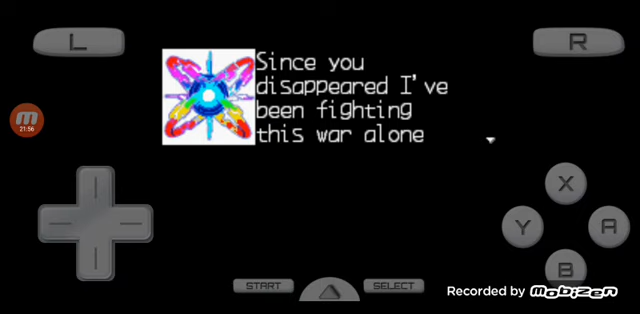 L
R
Since you
disappeared I've
been fighting
this war alone
21:56
X
Y
A
B
START
SELECT
Recorded by Mobizen